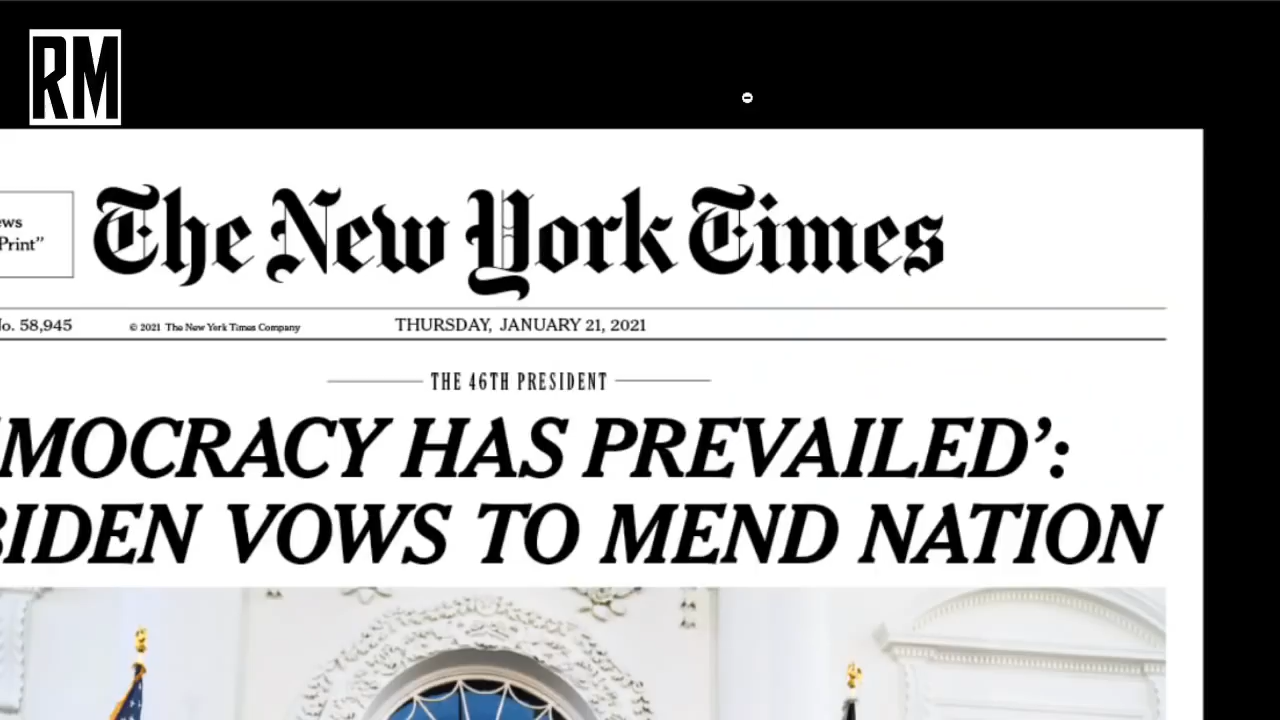 RM
ews
Print”
The New York Times
No. 58,945 © 2021 The New York Times Company THURSDAY, JANUARY 21, 2021
THE 46TH PRESIDENT
MOCRACY HAS PREVAILED’:
BIDEN VOWS TO MEND NATION